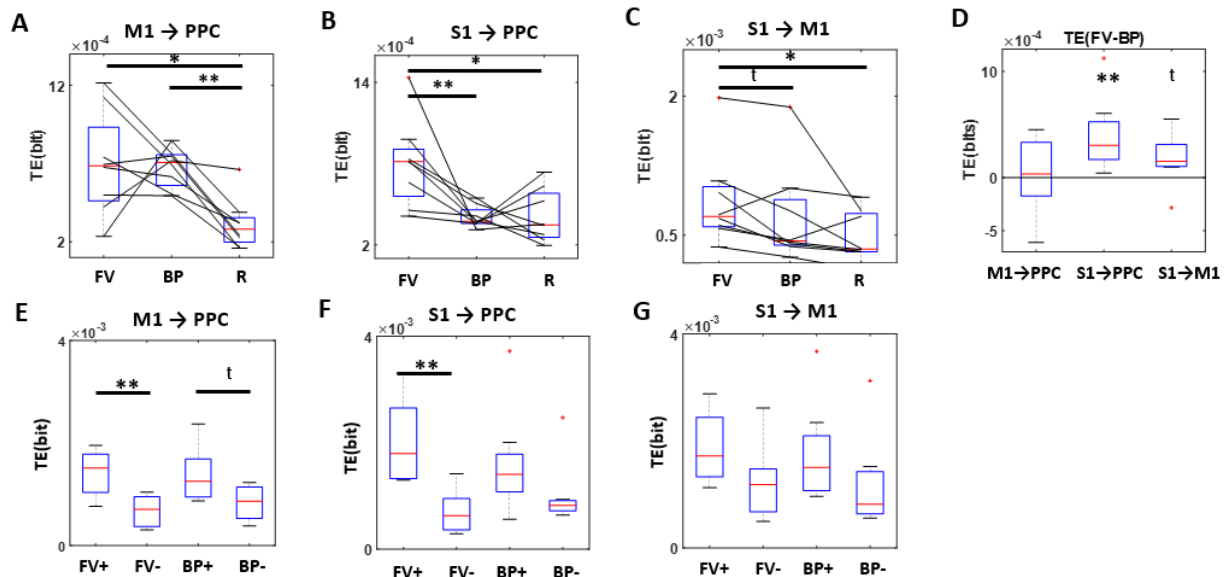 A
M1 → PPC
×10⁻⁴
*
**
12
2
TE(bit)
FV BP R
B
S1 → PPC
×10⁻⁴
*
**
14
2
TE(bit)
FV BP R
C
S1 → M1
×10⁻³
*
t
2
0.5
TE(bit)
FV BP R
D
TE(FV-BP)
×10⁻⁴
10
** t
0
-5
TE(bits)
M1→PPC S1→PPC S1→M1
E
M1 → PPC
×10⁻³
4
** t
TE(bit)
0
FV+ FV- BP+ BP-
F
S1 → PPC
×10⁻³
4
**
TE(bit)
0
FV+ FV- BP+ BP-
G
S1 → M1
×10⁻³
4
TE(bit)
0
FV+ FV- BP+ BP-